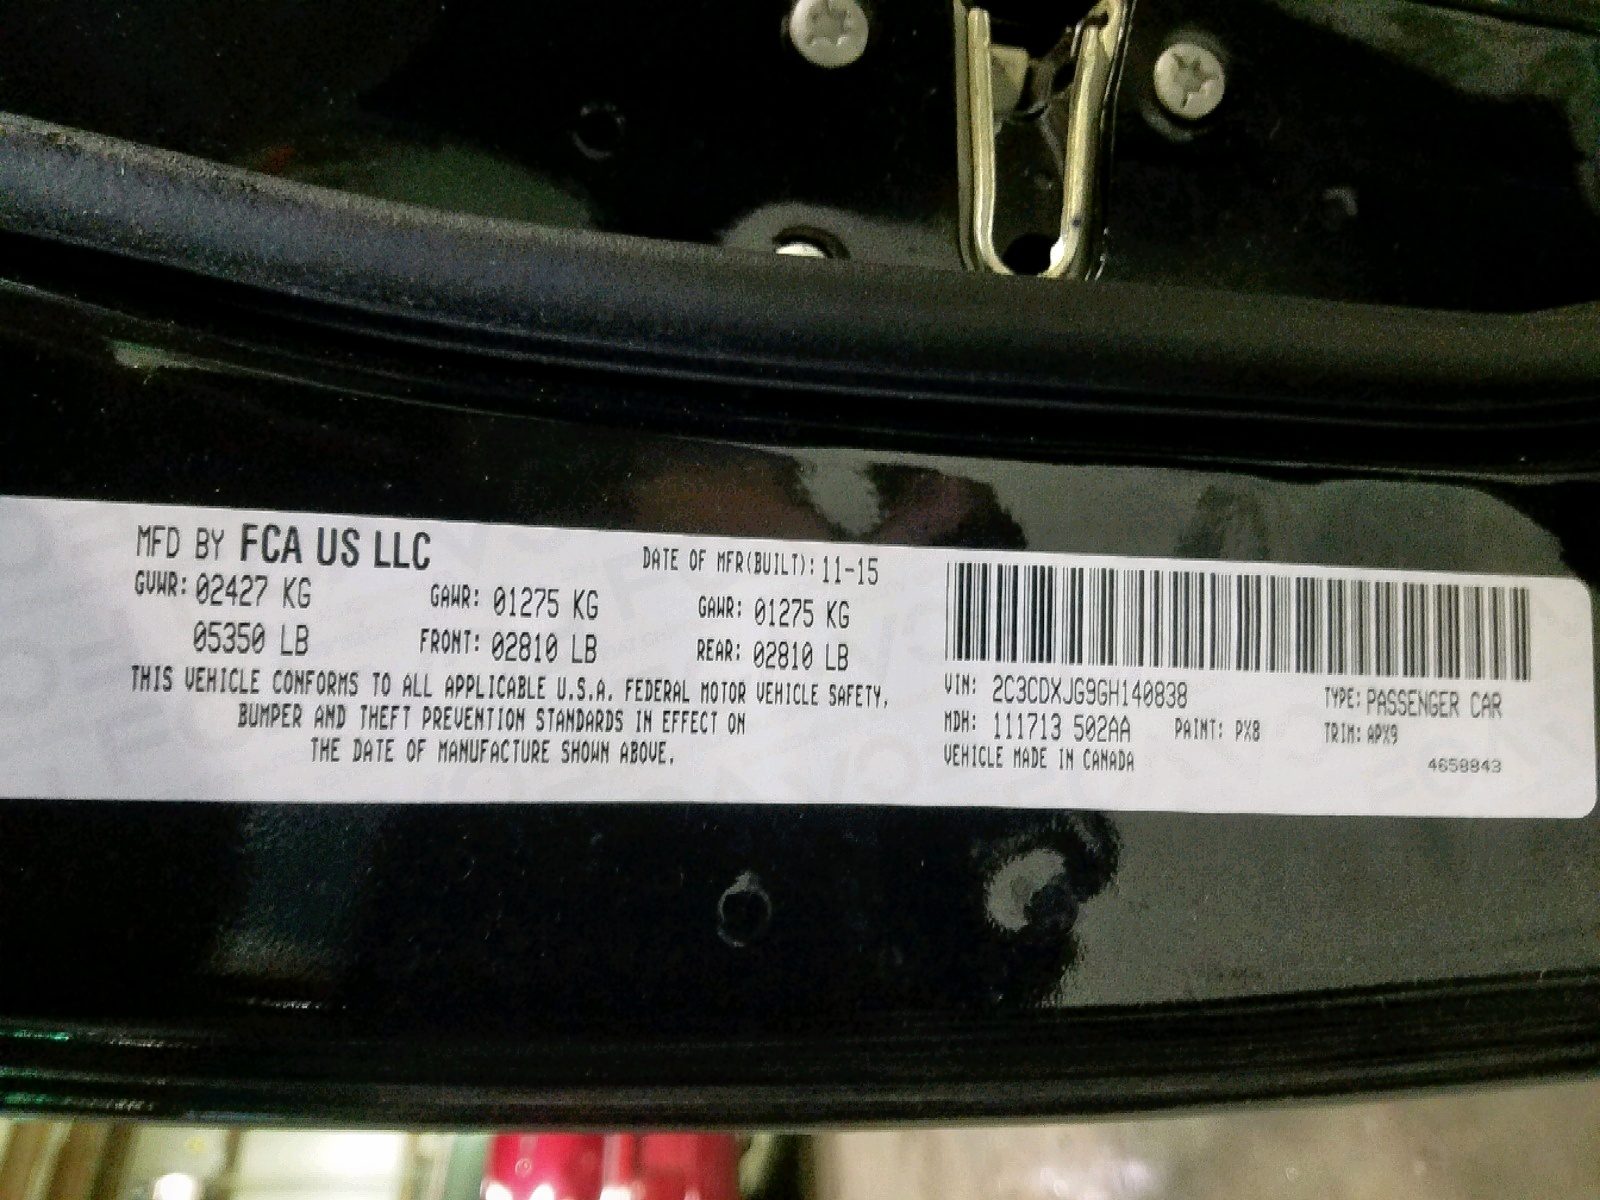 MFD BY FCA US LLC
DATE OF MFR(BUILT): 11-15
GVWR: 02427 KG
GAWR: 01275 KG
GAWR: 01275 KG
05350 LB
FRONT: 02810 LB
REAR: 02810 LB
THIS VEHICLE CONFORMS TO ALL APPLICABLE U.S.A. FEDERAL MOTOR VEHICLE SAFETY,
BUMPER AND THEFT PREVENTION STANDARDS IN EFFECT ON
THE DATE OF MANUFACTURE SHOWN ABOVE.
VIN: 2C3CDXJG9GH140838
TYPE: PASSENGER CAR
MDH: 111713 502AA
PAINT: PX8
TRIM: APX9
VEHICLE MADE IN CANADA
4658843